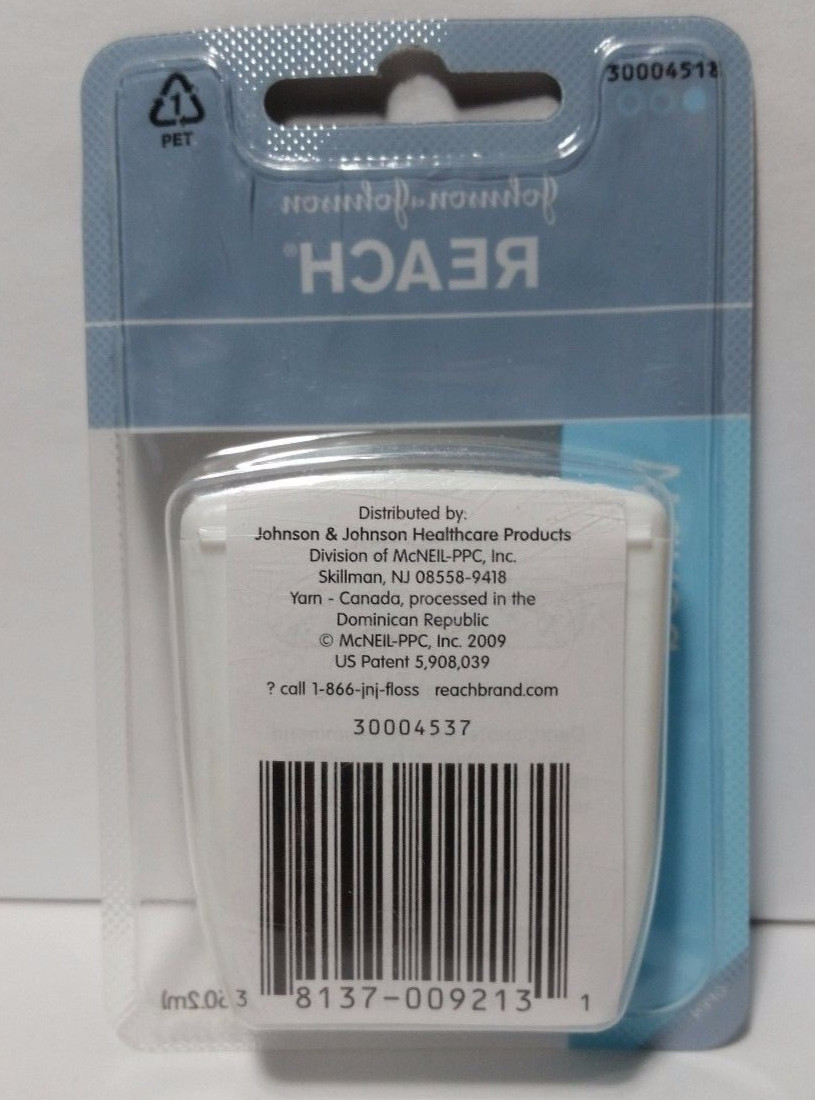 30004518
1
PET
Johnson & Johnson
REACH®
Distributed by:
Johnson & Johnson Healthcare Products
Division of McNEIL-PPC, Inc.
Skillman, NJ 08558-9418
Yarn - Canada, processed in the
Dominican Republic
© McNEIL-PPC, Inc. 2009
US Patent 5,908,039
? call 1-866-jnj-floss reachbrand.com
30004537
3 8137-009213 1